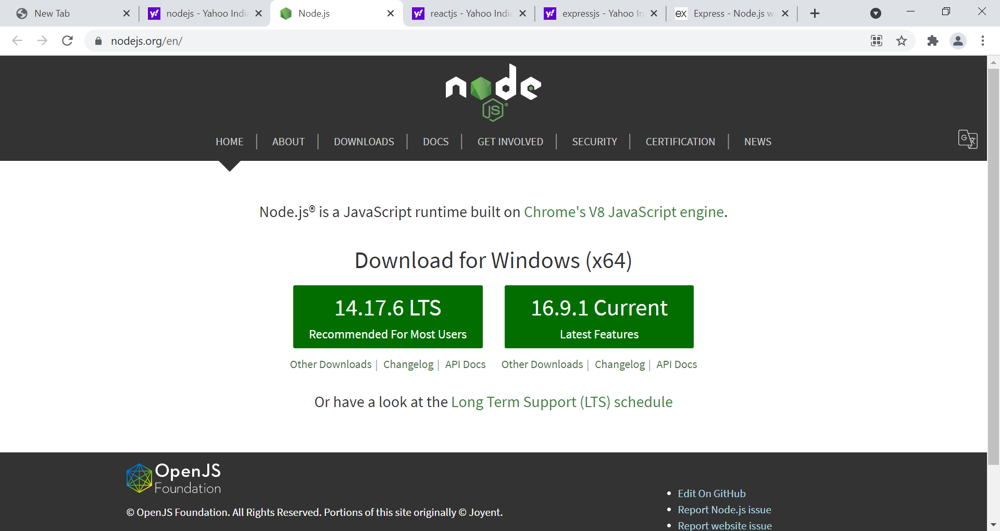 New Tab
nodejs - Yahoo Indi
Node.js
reactjs - Yahoo India
expressjs - Yahoo In
ex
Express - Node.js w
nodejs.org/en/
node
JS®
HOME
ABOUT
DOWNLOADS
DOCS
GET INVOLVED
SECURITY
CERTIFICATION
NEWS
Node.js® is a JavaScript runtime built on Chrome's V8 JavaScript engine.
Download for Windows (x64)
14.17.6 LTS
Recommended For Most Users
16.9.1 Current
Latest Features
Other Downloads | Changelog | API Docs
Other Downloads | Changelog | API Docs
Or have a look at the Long Term Support (LTS) schedule
OpenJS
Foundation
© OpenJS Foundation. All Rights Reserved. Portions of this site originally © Joyent.
Edit On GitHub
Report Node.js issue
Report website issue